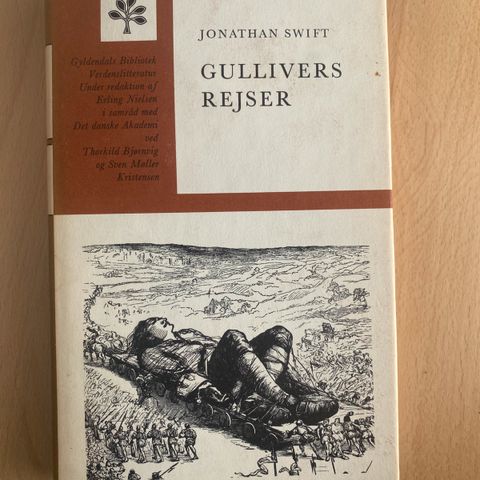 Gyldendals Bibliotek
Verdenslitteratur
Under redaktion af
Erling Nielsen
i samråd med
Det danske Akademi
ved
Thorkild Bjørnvig
og Sven Møller
Kristensen
JONATHAN SWIFT
GULLIVERS
REJSER